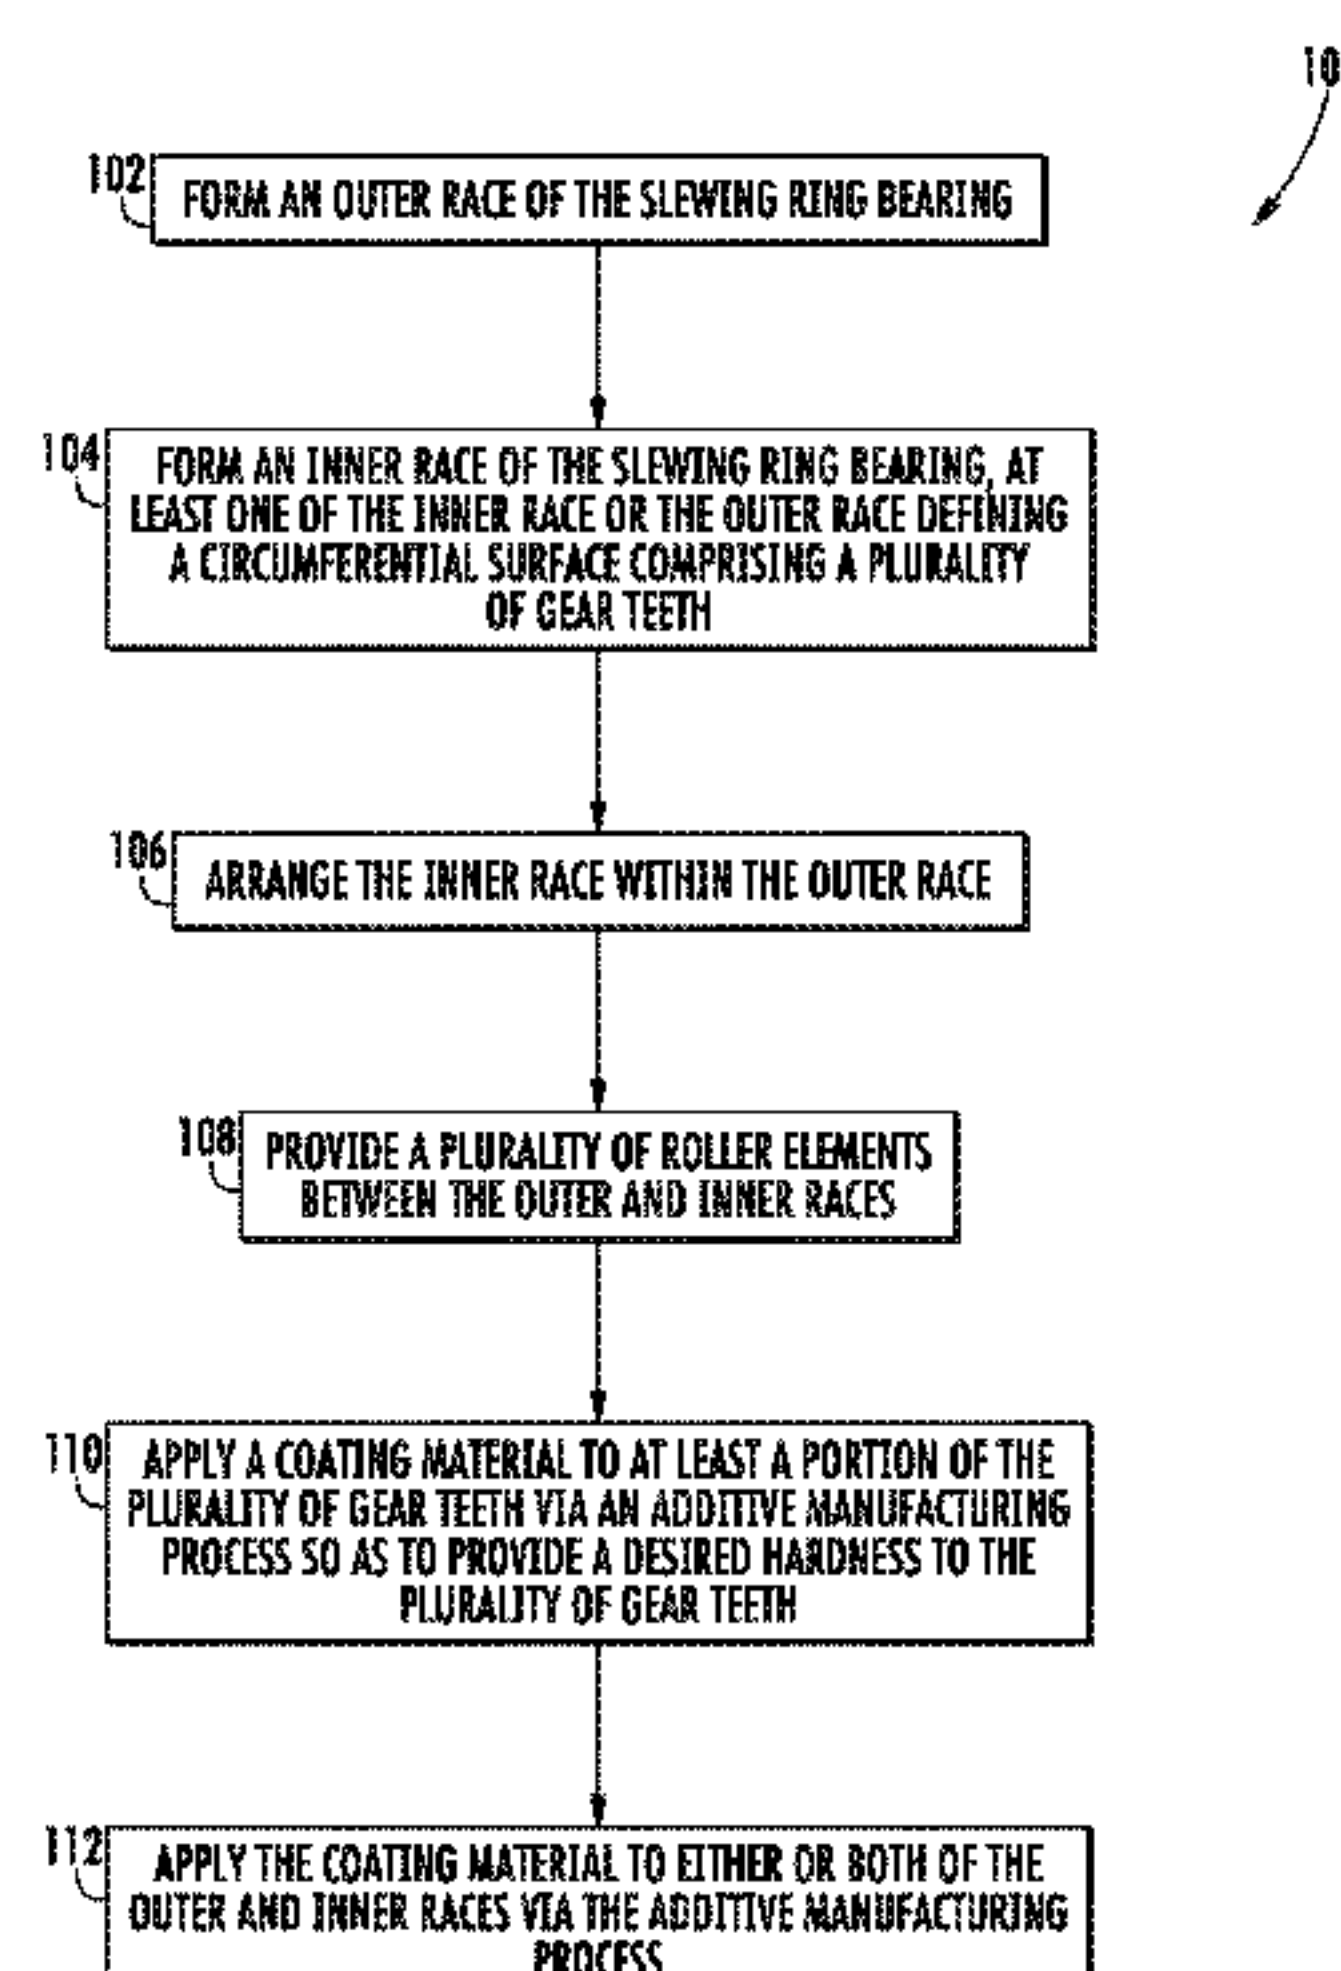 10
102
FORM AN OUTER RACE OF THE SLEWING RING BEARING
104
FORM AN INNER RACE OF THE SLEWING RING BEARING, AT
LEAST ONE OF THE INNER RACE OR THE OUTER RACE DEFINING
A CIRCUMFERENTIAL SURFACE COMPRISING A PLURALITY
OF GEAR TEETH
106
ARRANGE THE INNER RACE WITHIN THE OUTER RACE
108
PROVIDE A PLURALITY OF ROLLER ELEMENTS
BETWEEN THE OUTER AND INNER RACES
110
APPLY A COATING MATERIAL TO AT LEAST A PORTION OF THE
PLURALITY OF GEAR TEETH VIA AN ADDITIVE MANUFACTURING
PROCESS SO AS TO PROVIDE A DESIRED HARDNESS TO THE
PLURALITY OF GEAR TEETH
112
APPLY THE COATING MATERIAL TO EITHER OR BOTH OF THE
OUTER AND INNER RACES VIA THE ADDITIVE MANUFACTURING
PROCESS